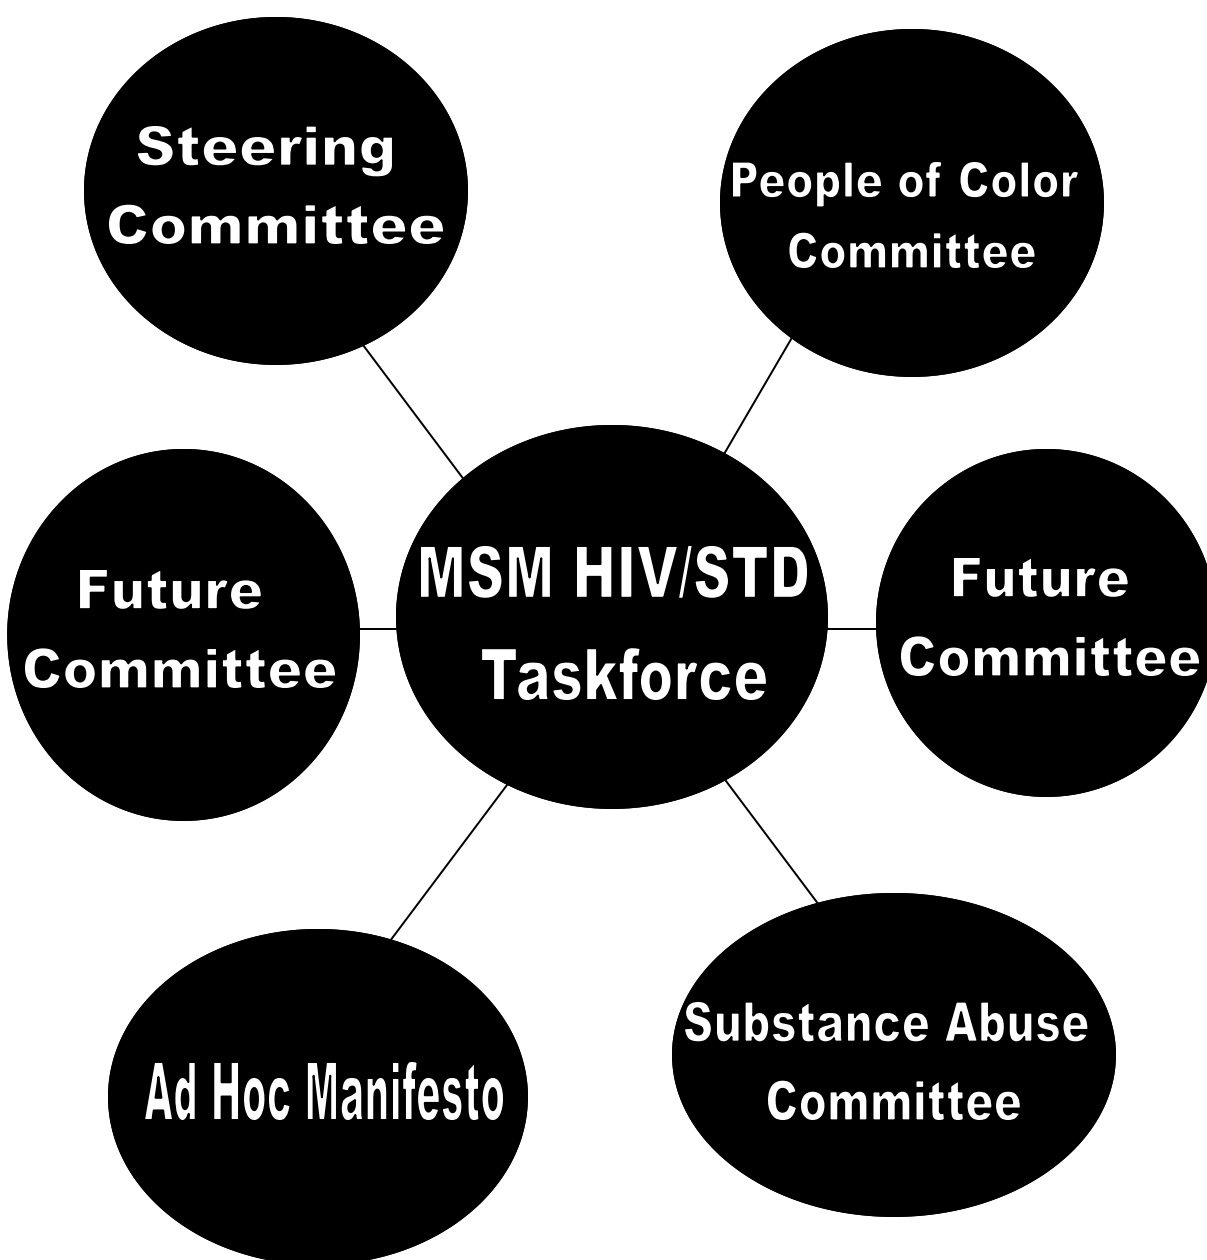 Steering
Committee
People of Color
Committee
Future
Committee
MSM HIV/STD
Taskforce
Future
Committee
Ad Hoc Manifesto
Substance Abuse
Committee